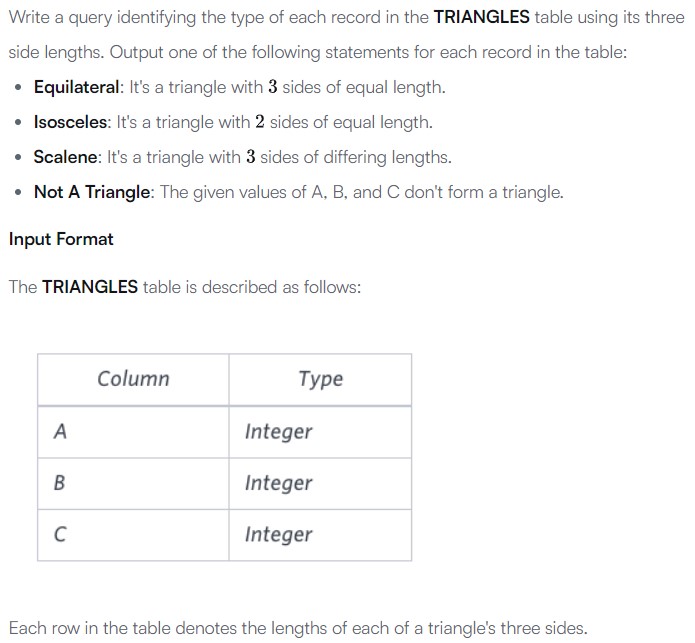 Write a query identifying the type of each record in the TRIANGLES table using its three
side lengths. Output one of the following statements for each record in the table:
• Equilateral: It's a triangle with 3 sides of equal length.
• Isosceles: It's a triangle with 2 sides of equal length.
• Scalene: It's a triangle with 3 sides of differing lengths.
• Not A Triangle: The given values of A, B, and C don't form a triangle.
Input Format
The TRIANGLES table is described as follows:
Column Type
A Integer
B Integer
C Integer
Each row in the table denotes the lengths of each of a triangle's three sides.